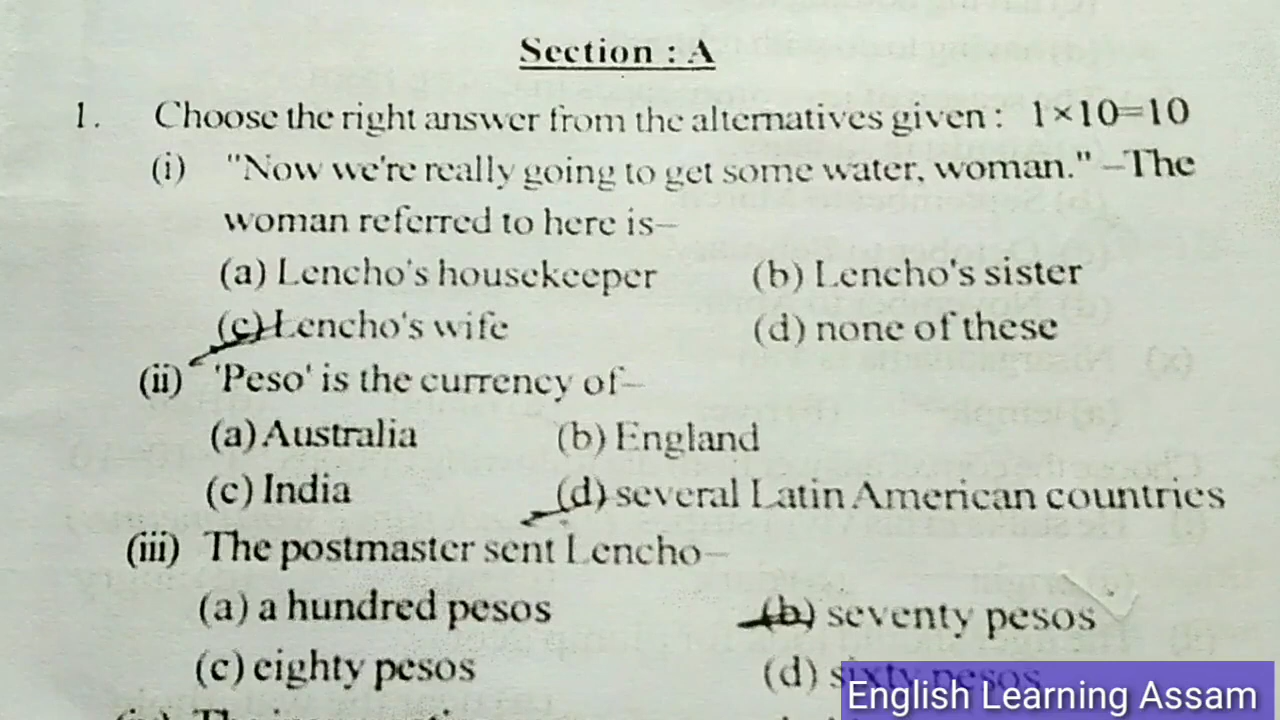 Section : A
1. Choose the right answer from the alternatives given : 1×10=10
(i) "Now we're really going to get some water, woman." –The
woman referred to here is–
(a) Lencho's housekeeper (b) Lencho's sister
(c) Lencho's wife (d) none of these
(ii) 'Peso' is the currency of–
(a) Australia (b) England
(c) India (d) several Latin American countries
(iii) The postmaster sent Lencho–
(a) a hundred pesos (b) seventy pesos
(c) eighty pesos (d) sixty pesos
English Learning Assam